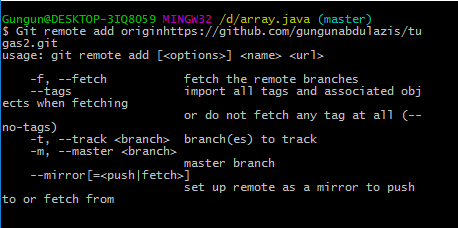 Gungun@DESKTOP-3IQ8O59 MINGW32 /d/array.java (master)
$ Git remote add originhttps://github.com/gungunabdulazis/tu
gas2.git
usage: git remote add [<options>] <name> <url>
-f, --fetch fetch the remote branches
--tags import all tags and associated obj
ects when fetching
or do not fetch any tag at all (--
no-tags)
-t, --track <branch> branch(es) to track
-m, --master <branch>
master branch
--mirror[=<push|fetch>]
set up remote as a mirror to push
to or fetch from